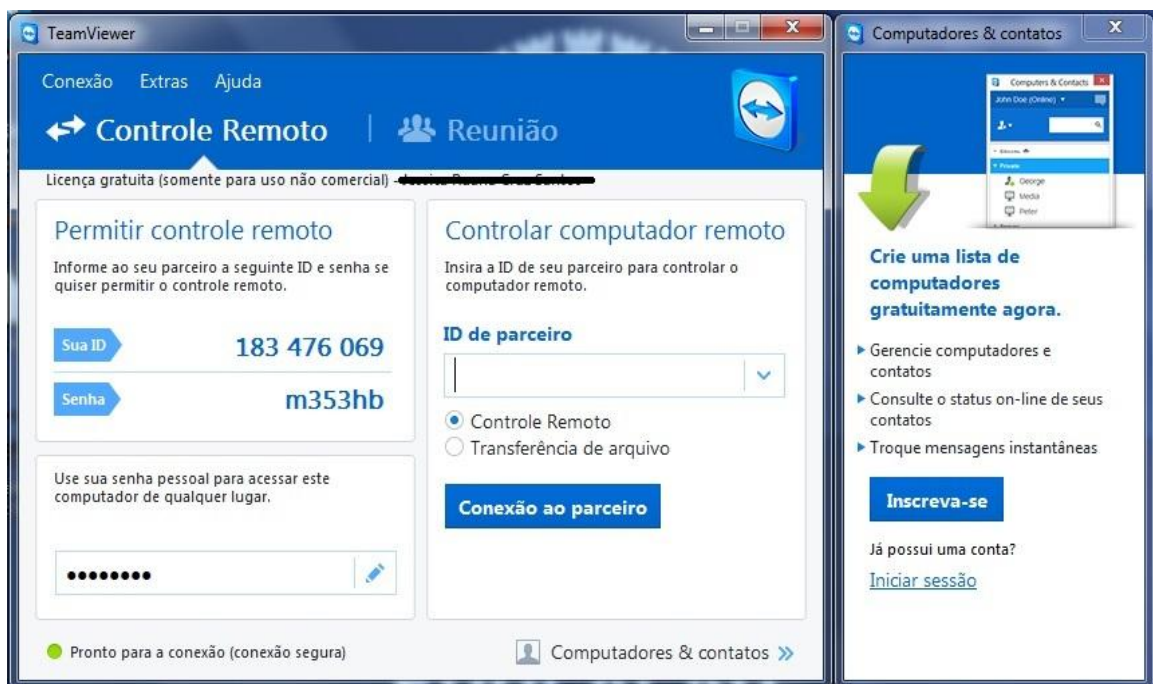 TeamViewer
Conexão Extras Ajuda
Controle Remoto
Reunião
Licença gratuita (somente para uso não comercial) -
Permitir controle remoto
Informe ao seu parceiro a seguinte ID e senha se
quiser permitir o controle remoto.
Sua ID 183 476 069
Senha m353hb
Use sua senha pessoal para acessar este
computador de qualquer lugar.
Controlar computador remoto
Insira a ID de seu parceiro para controlar o
computador remoto.
ID de parceiro
Controle Remoto
Transferência de arquivo
Conexão ao parceiro
Pronto para a conexão (conexão segura)
Computadores & contatos
Computadores & contatos
Computers & Contacts
John Doe (Online)
Private
George
Media
Peter
Crie uma lista de
computadores
gratuitamente agora.
Gerencie computadores e
contatos
Consulte o status on-line de seus
contatos
Troque mensagens instantâneas
Inscreva-se
Já possui uma conta?
Iniciar sessão